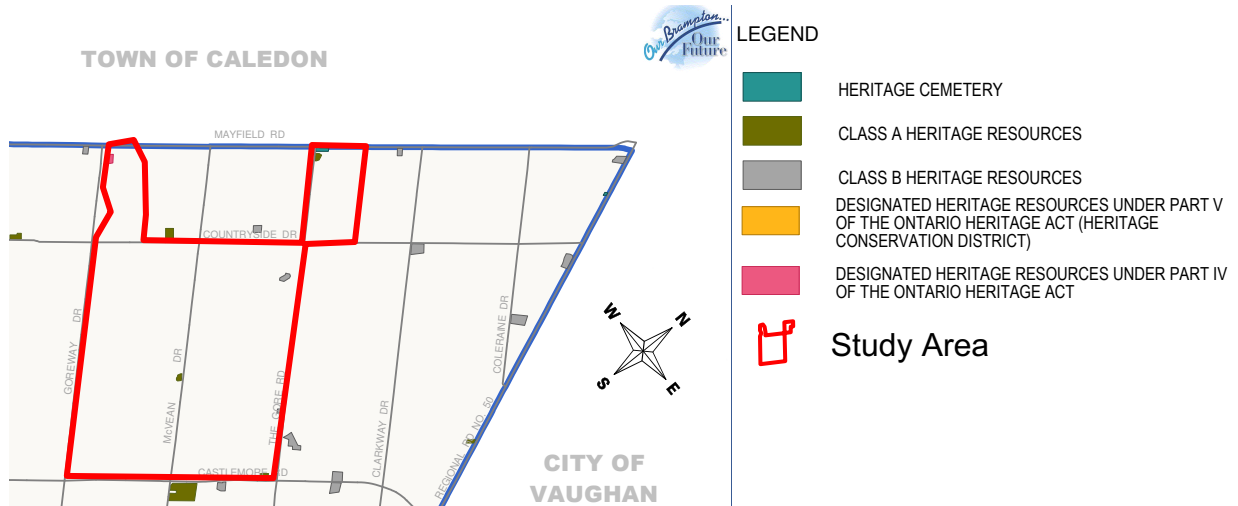 TOWN OF CALEDON
Our Brampton...
Our
Future
MAYFIELD RD
COUNTRYSIDE DR
GOREWAY DR
McVEAN DR
THE GORE RD
CLARKWAY DR
COLERAINE DR
REGIONAL RD NO. 50
CASTLEMORE RD
CITY OF
VAUGHAN
W
N
S
E
LEGEND
HERITAGE CEMETERY
CLASS A HERITAGE RESOURCES
CLASS B HERITAGE RESOURCES
DESIGNATED HERITAGE RESOURCES UNDER PART V
OF THE ONTARIO HERITAGE ACT (HERITAGE
CONSERVATION DISTRICT)
DESIGNATED HERITAGE RESOURCES UNDER PART IV
OF THE ONTARIO HERITAGE ACT
Study Area